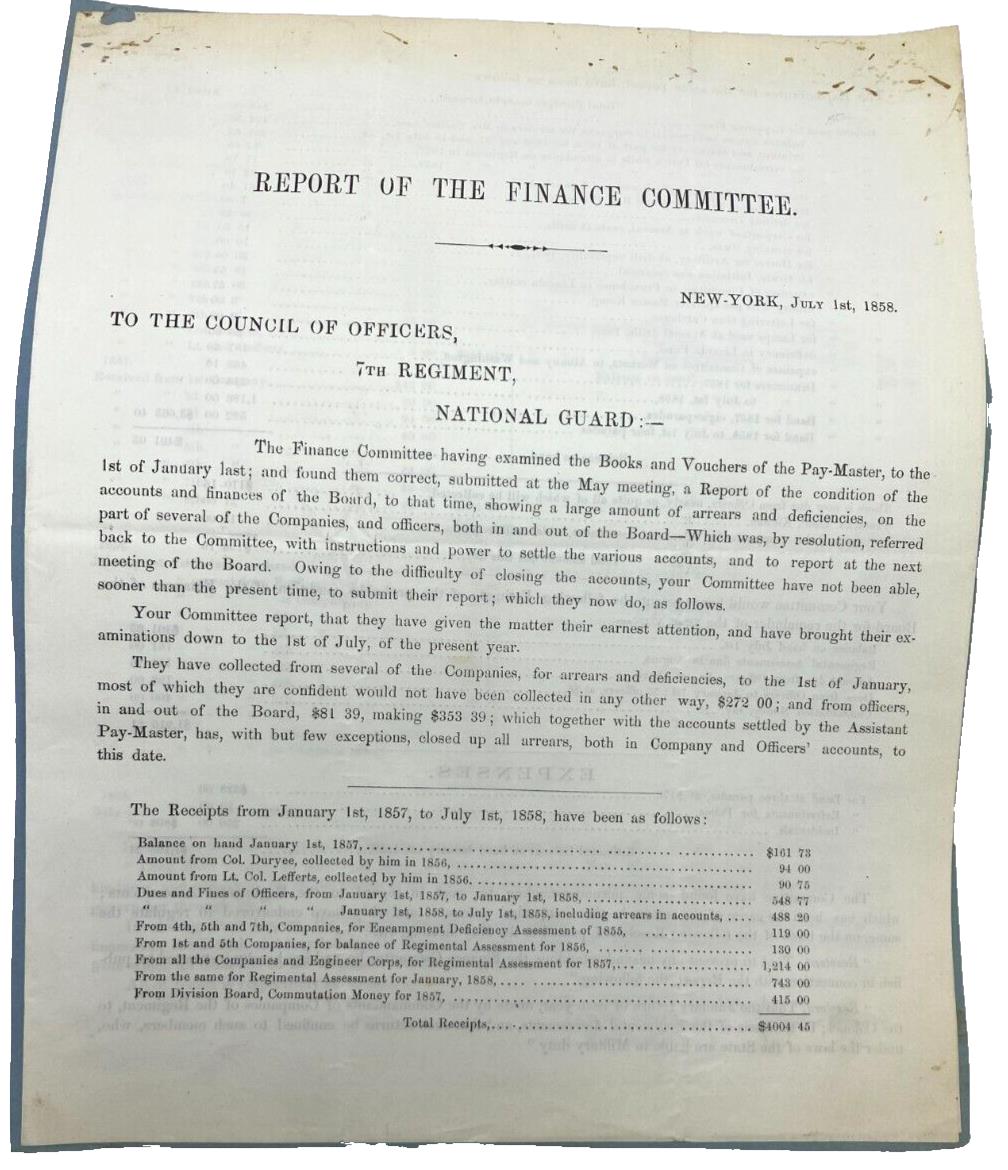 REPORT OF THE FINANCE COMMITTEE.
NEW-YORK, JULY 1st, 1858.
TO THE COUNCIL OF OFFICERS,
7TH REGIMENT,
NATIONAL GUARD:—
The Finance Committee having examined the Books and Vouchers of the Pay-Master, to the
1st of January last; and found them correct, submitted at the May meeting, a Report of the condition of the
accounts and finances of the Board, to that time, showing a large amount of arrears and deficiencies, on the
part of several of the Companies, and officers, both in and out of the Board—Which was, by resolution, referred
back to the Committee, with instructions and power to settle the various accounts, and to report at the next
meeting of the Board. Owing to the difficulty of closing the accounts, your Committee have not been able,
sooner than the present time, to submit their report; which they now do, as follows.
Your Committee report, that they have given the matter their earnest attention, and have brought their ex-
aminations down to the 1st of July, of the present year.
They have collected from several of the Companies, for arrears and deficiencies, to the 1st of January,
most of which they are confident would not have been collected in any other way, $272 00; and from officers,
in and out of the Board, $81 39, making $353 39; which together with the accounts settled by the Assistant
Pay-Master, has, with but few exceptions, closed up all arrears, both in Company and Officers' accounts, to
this date.
The Receipts from January 1st, 1857, to July 1st, 1858, have been as follows:
Balance on hand January 1st, 1857, $161 73
Amount from Col. Duryee, collected by him in 1856, 94 00
Amount from Lt. Col. Lefferts, collected by him in 1856, 90 75
Dues and Fines of Officers, from January 1st, 1857, to January 1st, 1858, 548 77
" " " " January 1st, 1858, to July 1st, 1858, including arrears in accounts, 488 20
From 4th, 5th and 7th, Companies, for Encampment Deficiency Assessment of 1855, 119 00
From 1st and 5th Companies, for balance of Regimental Assessment for 1856, 130 00
From all the Companies and Engineer Corps, for Regimental Assessment for 1857, 1,214 00
From the same for Regimental Assessment for January, 1858, 743 00
From Division Board, Commutation Money for 1857, 415 00
Total Receipts, $4004 45